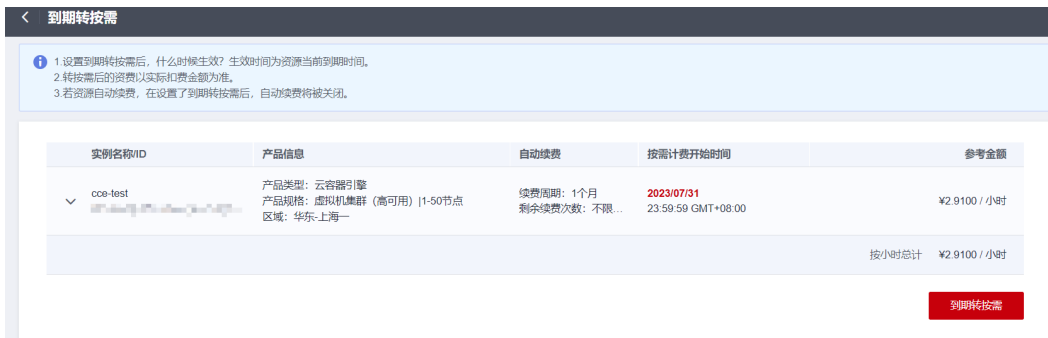 到期转按需
1.设置到期转按需后，什么时候生效？生效时间为资源当前到期时间。
2.转按需后的资费以实际扣费金额为准。
3.若资源自动续费，在设置了到期转按需后，自动续费将被关闭。
实例名称/ID 产品信息 自动续费 按需计费开始时间 参考金额
cce-test
产品类型：云容器引擎
产品规格：虚拟机集群（高可用）|1-50节点
区域：华东-上海一
续费周期：1个月
剩余续费次数：不限...
2023/07/31
23:59:59 GMT+08:00
¥2.9100 / 小时
按小时总计 ¥2.9100 / 小时
到期转按需